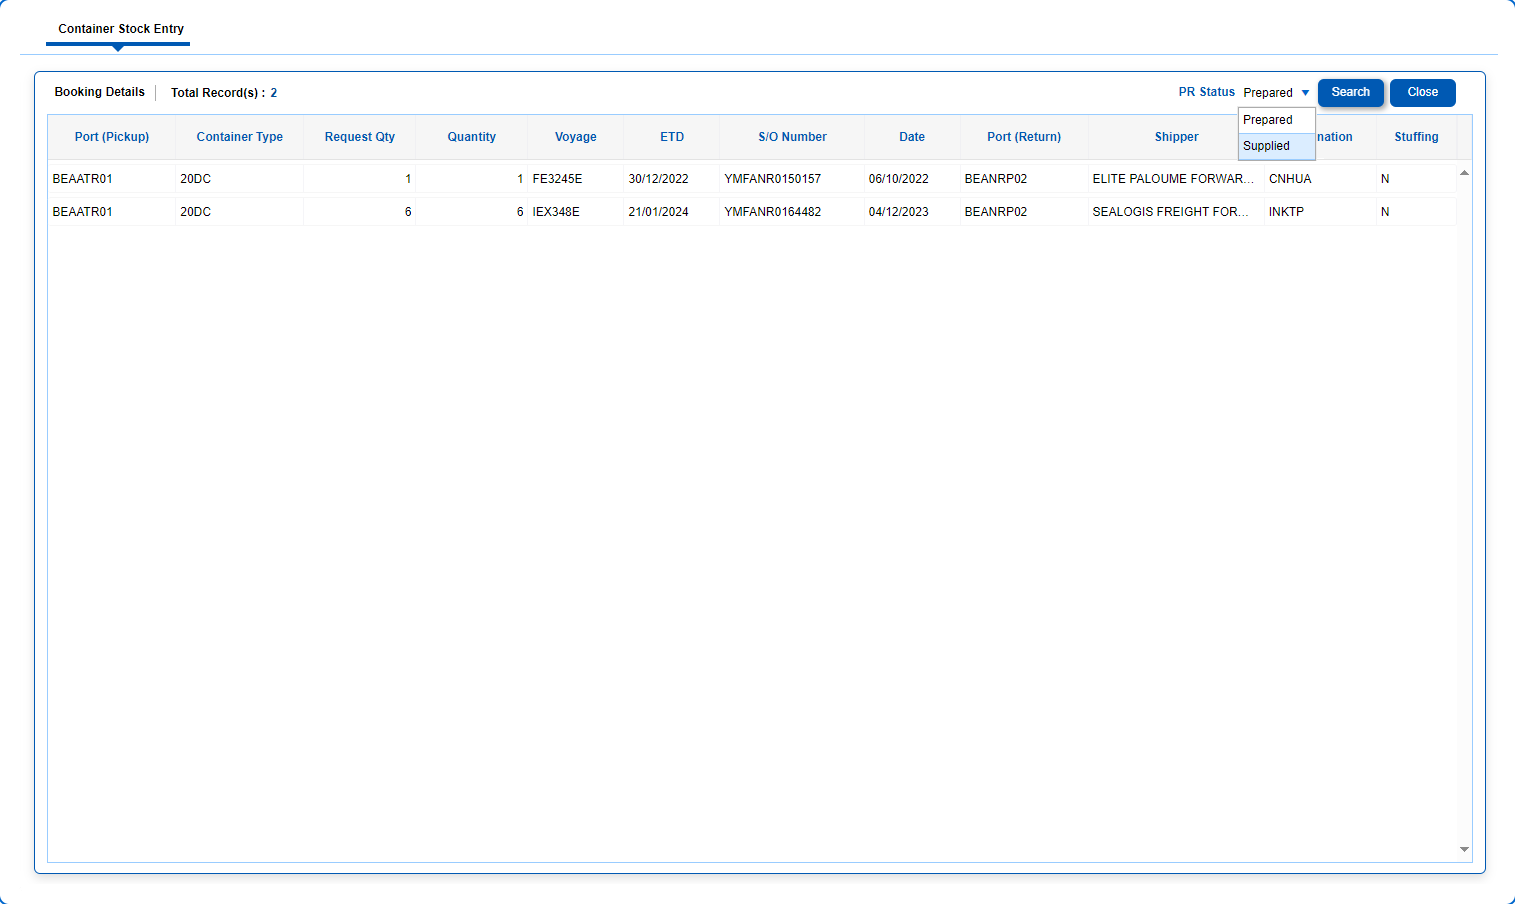 Container Stock Entry
Booking Details Total Record(s) : 2 PR Status Prepared Search Close
Prepared
Supplied
Port (Pickup) Container Type Request Qty Quantity Voyage ETD S/O Number Date Port (Return) Shipper nation Stuffing
BEAATR01 20DC 1 1 FE3245E 30/12/2022 YMFANR0150157 06/10/2022 BEANRP02 ELITE PALOUME FORWAR... CNHUA N
BEAATR01 20DC 6 6 IEX348E 21/01/2024 YMFANR0164482 04/12/2023 BEANRP02 SEALOGIS FREIGHT FOR... INKTP N